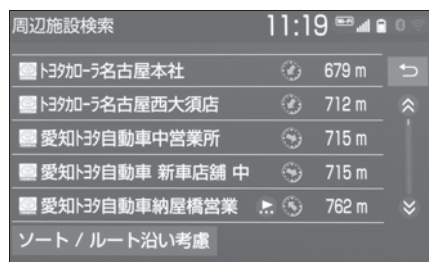 周辺施設検索 11:19 Wi-Fi 0
トヨタカローラ名古屋本社 679 m
トヨタカローラ名古屋西大須店 712 m
愛知トヨタ自動車中営業所 715 m
愛知トヨタ自動車 新車店舗 中 715 m
愛知トヨタ自動車納屋橋営業 762 m
ソート / ルート沿い考慮